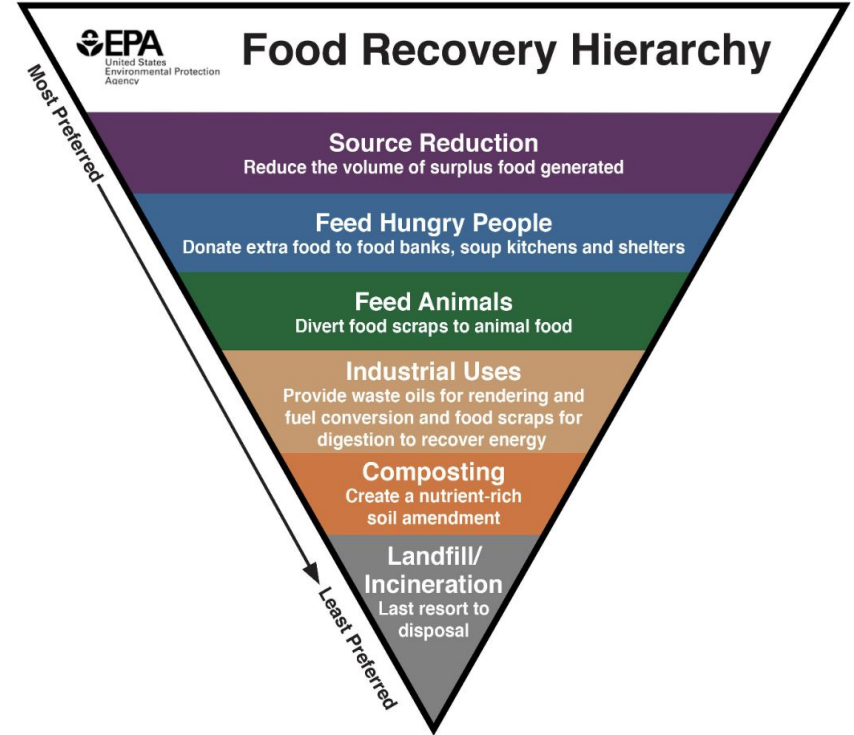 EPA
United States
Environmental Protection
Agency
Food Recovery Hierarchy
Most Preferred
Source Reduction
Reduce the volume of surplus food generated
Feed Hungry People
Donate extra food to food banks, soup kitchens and shelters
Feed Animals
Divert food scraps to animal food
Industrial Uses
Provide waste oils for rendering and
fuel conversion and food scraps for
digestion to recover energy
Composting
Create a nutrient-rich
soil amendment
Landfill/
Incineration
Last resort to
disposal
Least Preferred